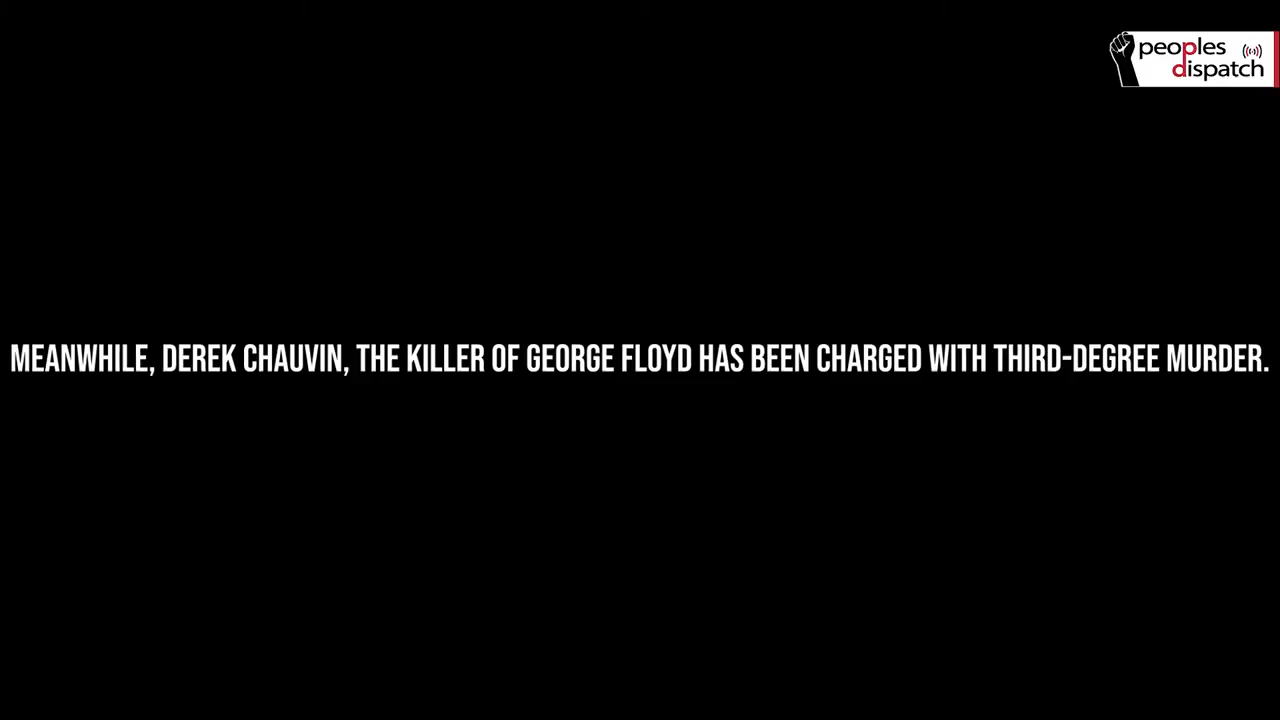 peoples
dispatch
MEANWHILE, DEREK CHAUVIN, THE KILLER OF GEORGE FLOYD HAS BEEN CHARGED WITH THIRD-DEGREE MURDER.